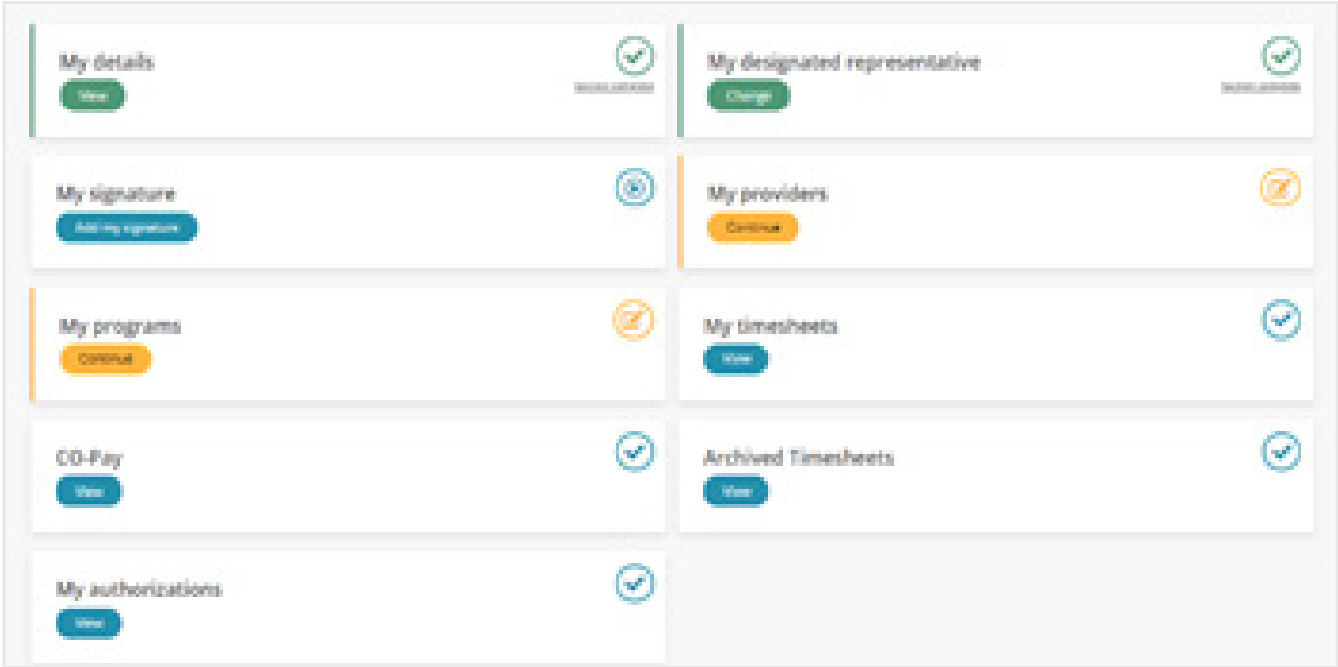 My details
View
My designated representative
Change
My signature
Add my signature
My providers
Continue
My programs
Continue
My timesheets
View
CO-Pay
View
Archived Timesheets
View
My authorizations
View